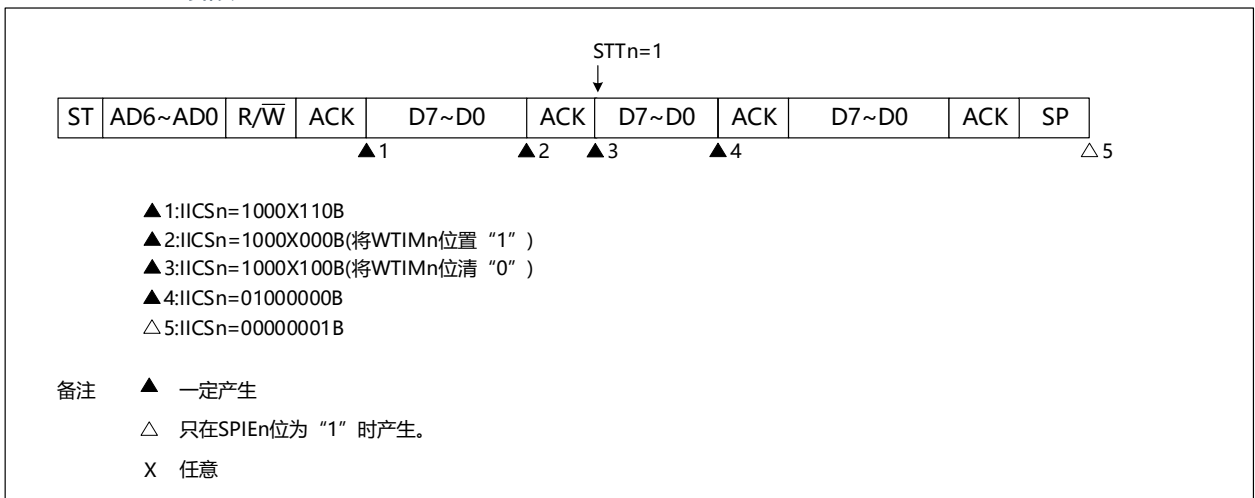 STTn=1
ST AD6~AD0 R/W̅ ACK D7~D0 ACK D7~D0 ACK D7~D0 ACK SP
▲1 ▲2 ▲3 ▲4 △5
▲1:IICSn=1000X110B
▲2:IICSn=1000X000B(将WTIMn位置“1”)
▲3:IICSn=1000X100B(将WTIMn位清“0”)
▲4:IICSn=01000000B
△5:IICSn=00000001B
备注 ▲ 一定产生
△ 只在SPIEn位为“1”时产生。
X 任意